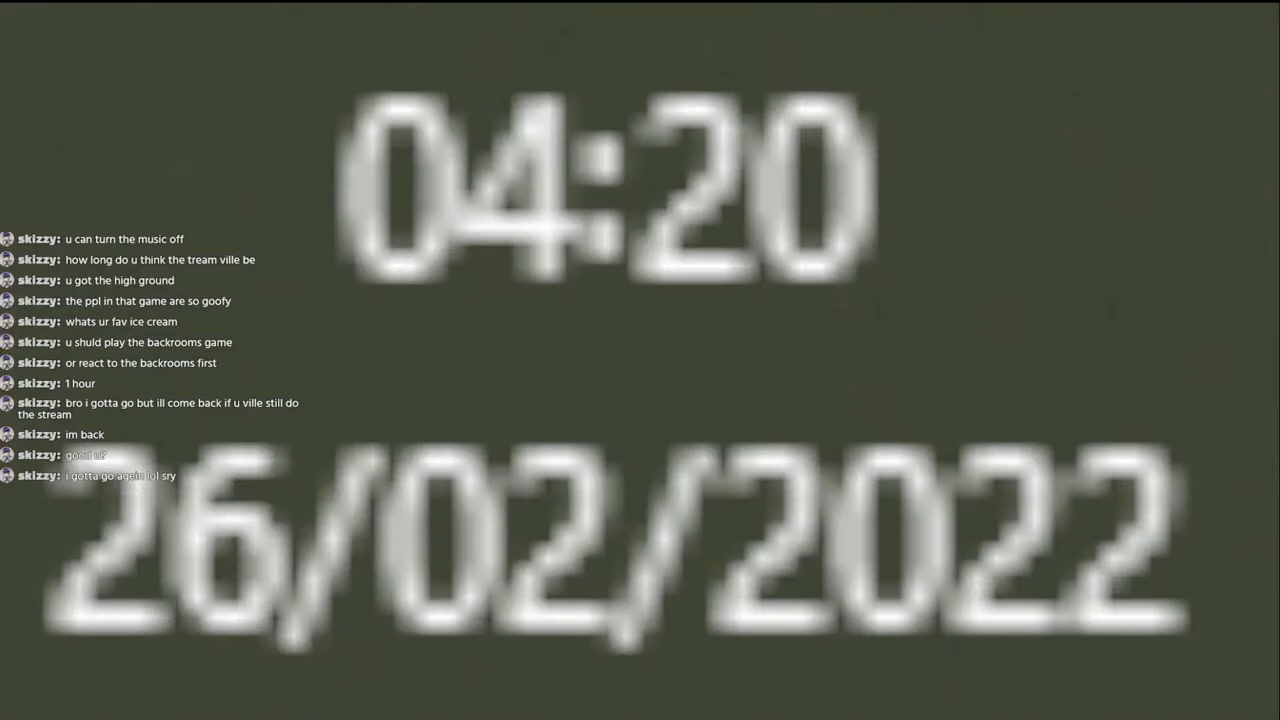 04:20
skizzy: u can turn the music off
skizzy: how long do u think the tream ville be
skizzy: u got the high ground
skizzy: the ppl in that game are so goofy
skizzy: whats ur fav ice cream
skizzy: u shuld play the backrooms game
skizzy: or react to the backrooms first
skizzy: 1 hour
skizzy: bro i gotta go but ill come back if u ville still do
the stream
skizzy: im back
skizzy: good u?
skizzy: i gotta go agein lol sry
26/02/2022